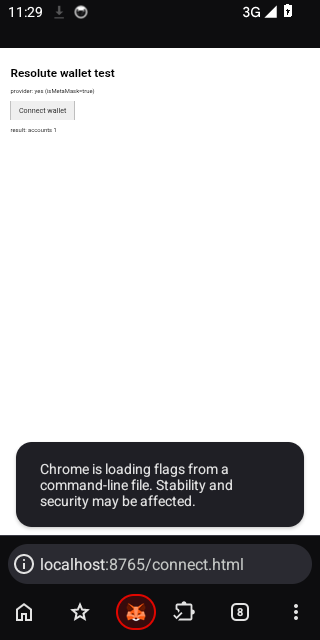 11:29
3G
Resolute wallet test
provider: yes (isMetaMask=true)
Connect wallet
result: accounts 1
Chrome is loading flags from a
command-line file. Stability and
security may be affected.
localhost:8765/connect.html
8